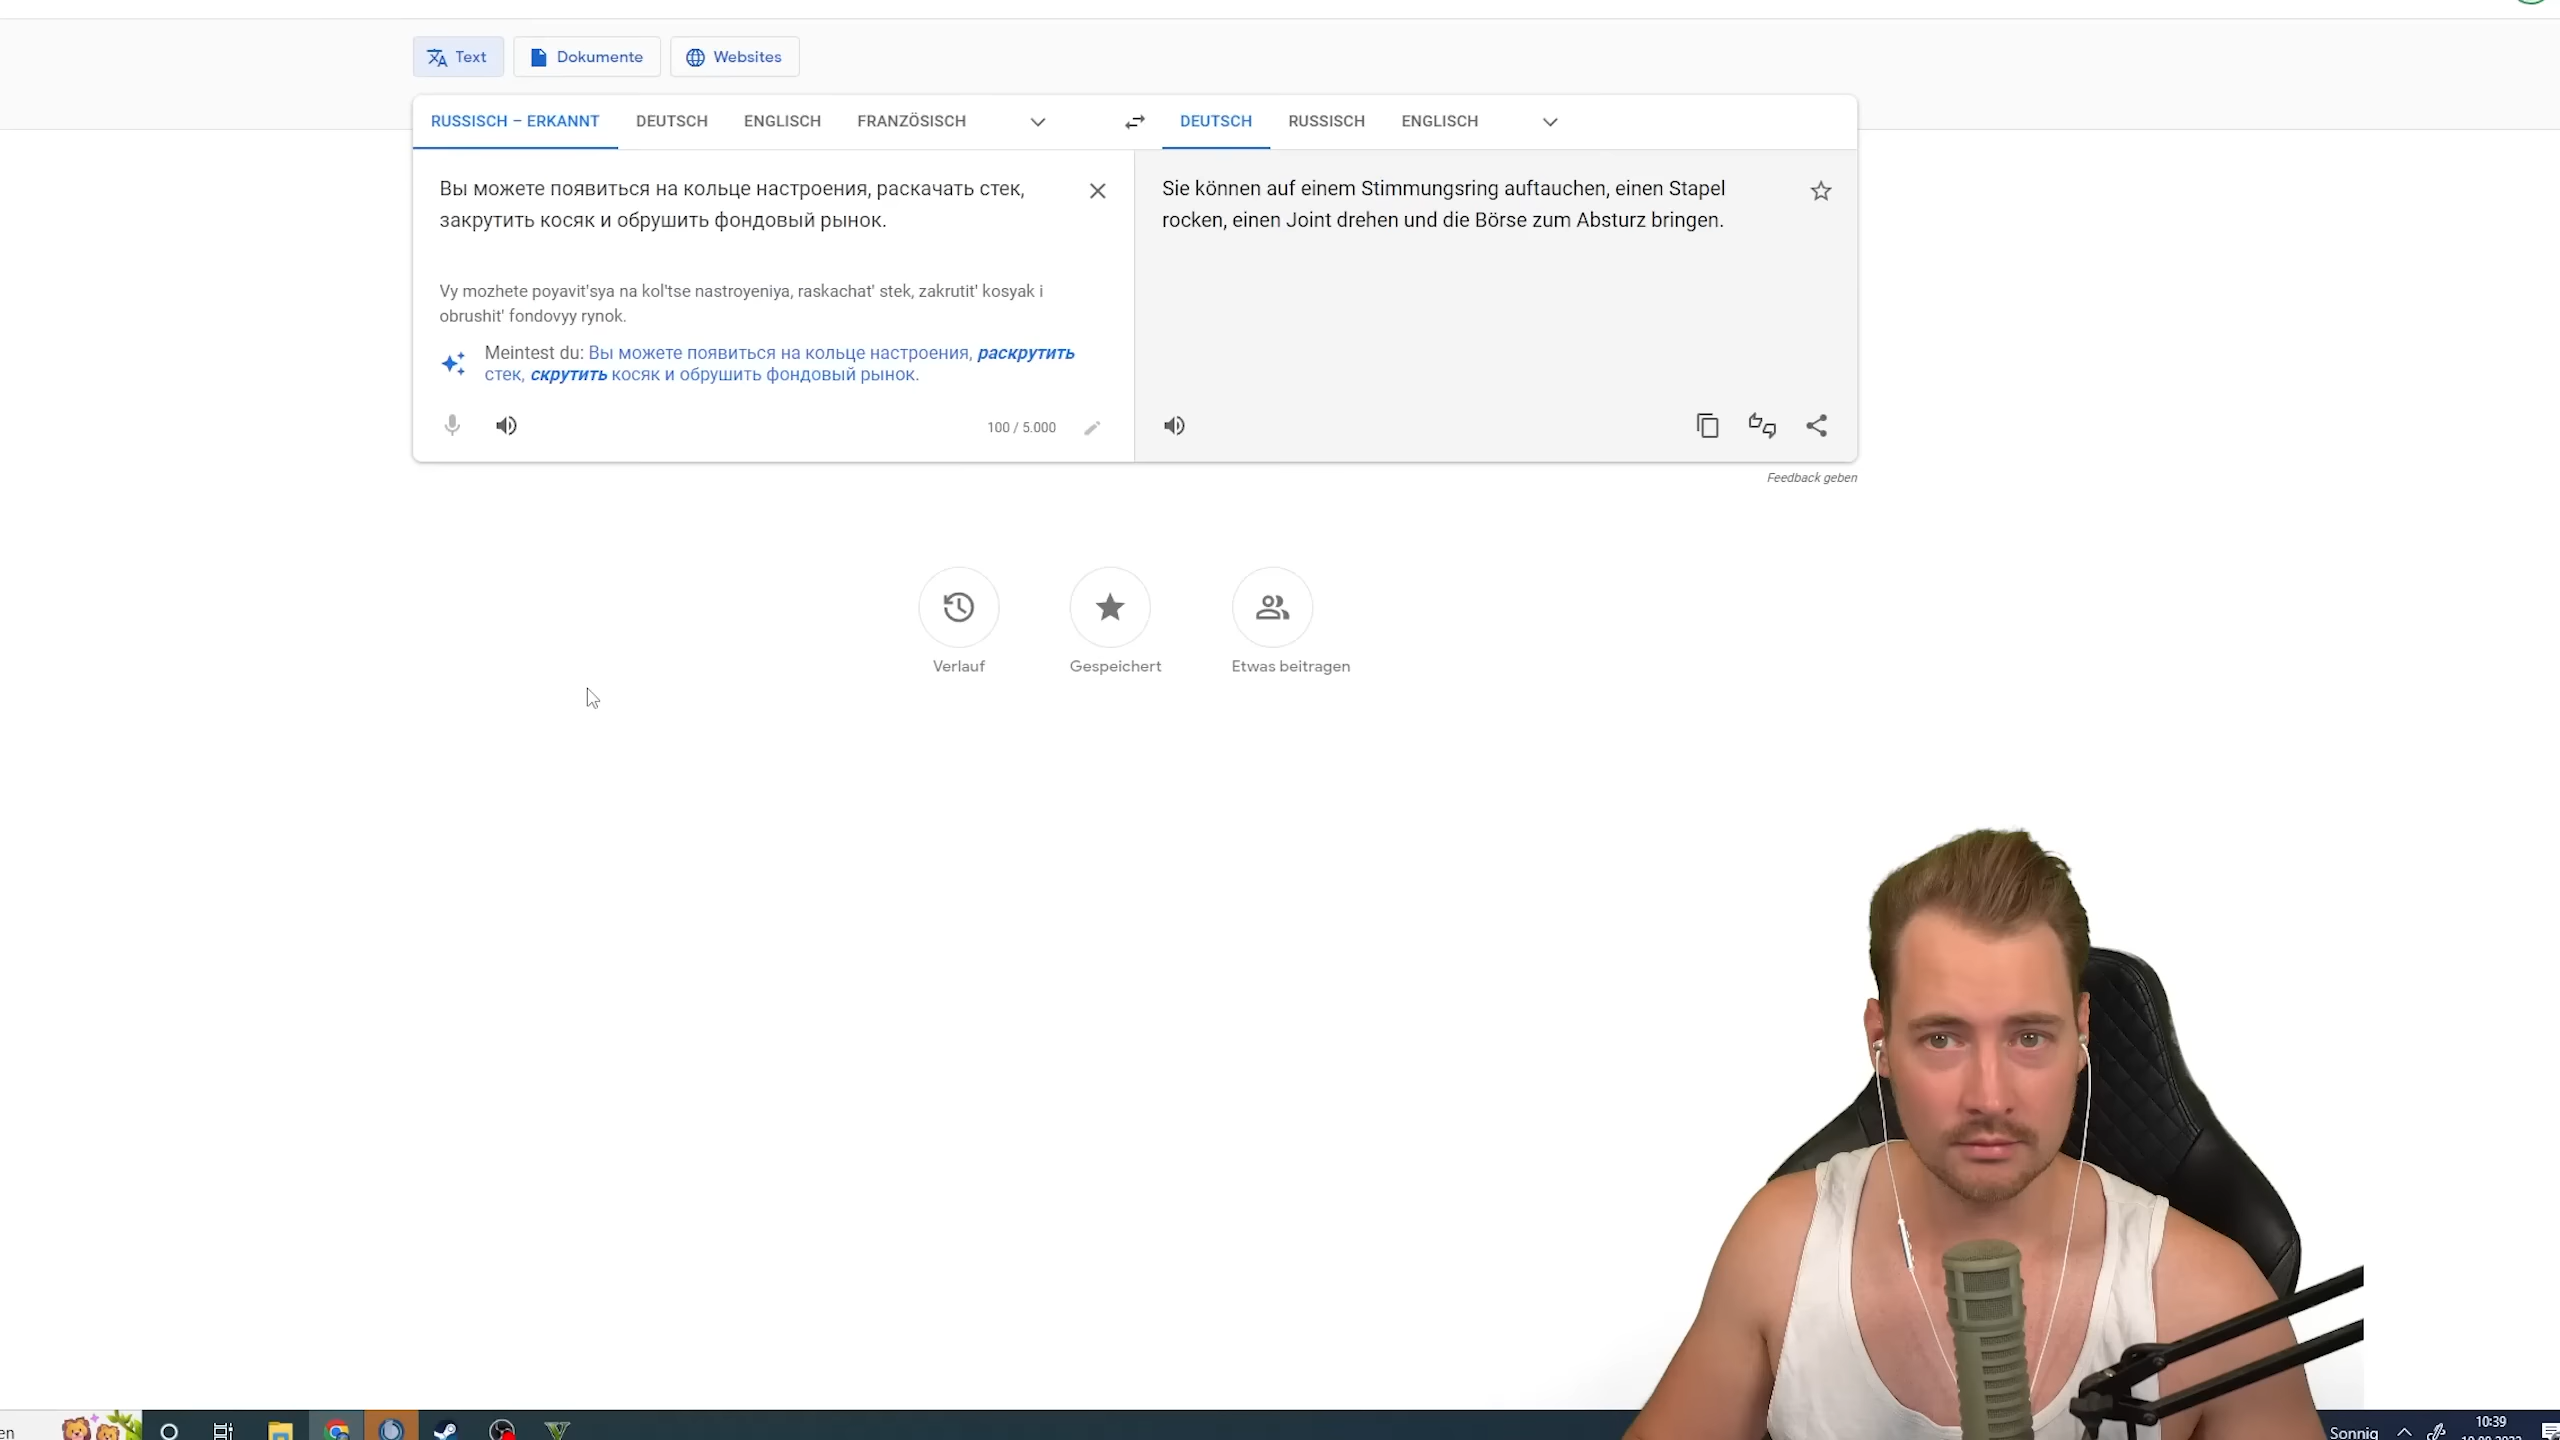 Text
Dokumente
Websites
RUSSISCH – ERKANNT
DEUTSCH
ENGLISCH
FRANZÖSISCH
DEUTSCH
RUSSISCH
ENGLISCH
Вы можете появиться на кольце настроения, раскачать стек,
закрутить косяк и обрушить фондовый рынок.
Vy mozhete poyavit'sya na kol'tse nastroyeniya, raskachat' stek, zakrutit' kosyak i
obrushit' fondovyy rynok.
Meintest du: Вы можете появиться на кольце настроения, раскрутить
стек, скрутить косяк и обрушить фондовый рынок.
100 / 5.000
Sie können auf einem Stimmungsring auftauchen, einen Stapel
rocken, einen Joint drehen und die Börse zum Absturz bringen.
Feedback geben
Verlauf
Gespeichert
Etwas beitragen
en
Sonnig
10:39